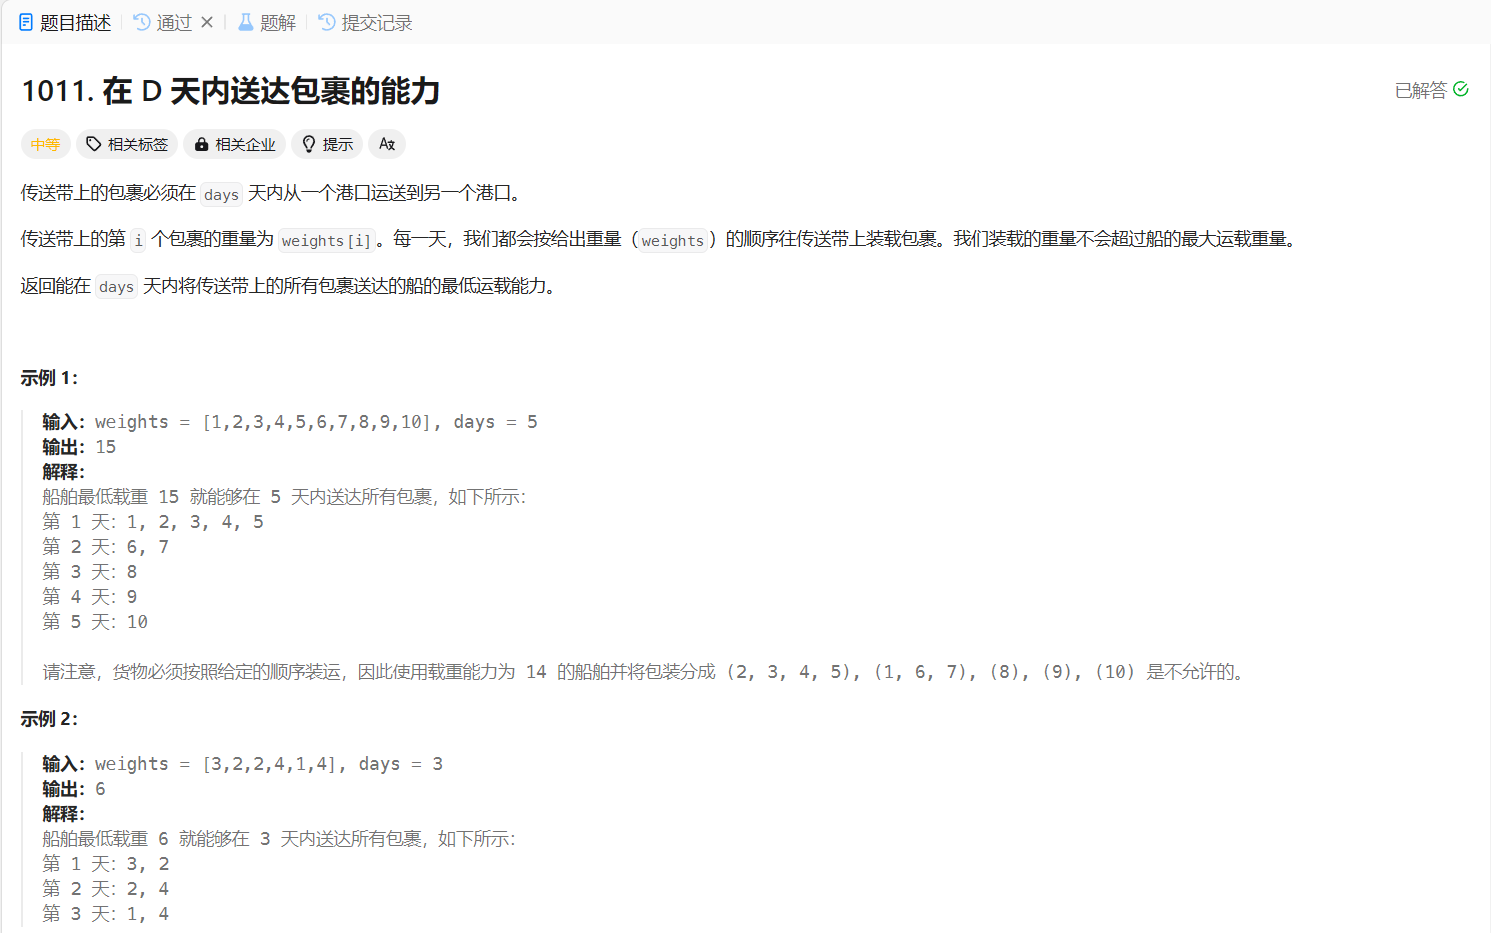 题目描述 通过 题解 提交记录
1011. 在 D 天内送达包裹的能力
已解答
中等 相关标签 相关企业 提示
传送带上的包裹必须在 days 天内从一个港口运送到另一个港口。
传送带上的第 i 个包裹的重量为 weights[i]。每一天，我们都会按给出重量（weights）的顺序往传送带上装载包裹。我们装载的重量不会超过船的最大运载重量。
返回能在 days 天内将传送带上的所有包裹送达的船的最低运载能力。
示例 1：
输入：weights = [1,2,3,4,5,6,7,8,9,10], days = 5
输出：15
解释：
船舶最低载重 15 就能够在 5 天内送达所有包裹，如下所示：
第 1 天：1, 2, 3, 4, 5
第 2 天：6, 7
第 3 天：8
第 4 天：9
第 5 天：10
请注意，货物必须按照给定的顺序装运，因此使用载重能力为 14 的船舶并将包装分成 (2, 3, 4, 5), (1, 6, 7), (8), (9), (10) 是不允许的。
示例 2：
输入：weights = [3,2,2,4,1,4], days = 3
输出：6
解释：
船舶最低载重 6 就能够在 3 天内送达所有包裹，如下所示：
第 1 天：3, 2
第 2 天：2, 4
第 3 天：1, 4